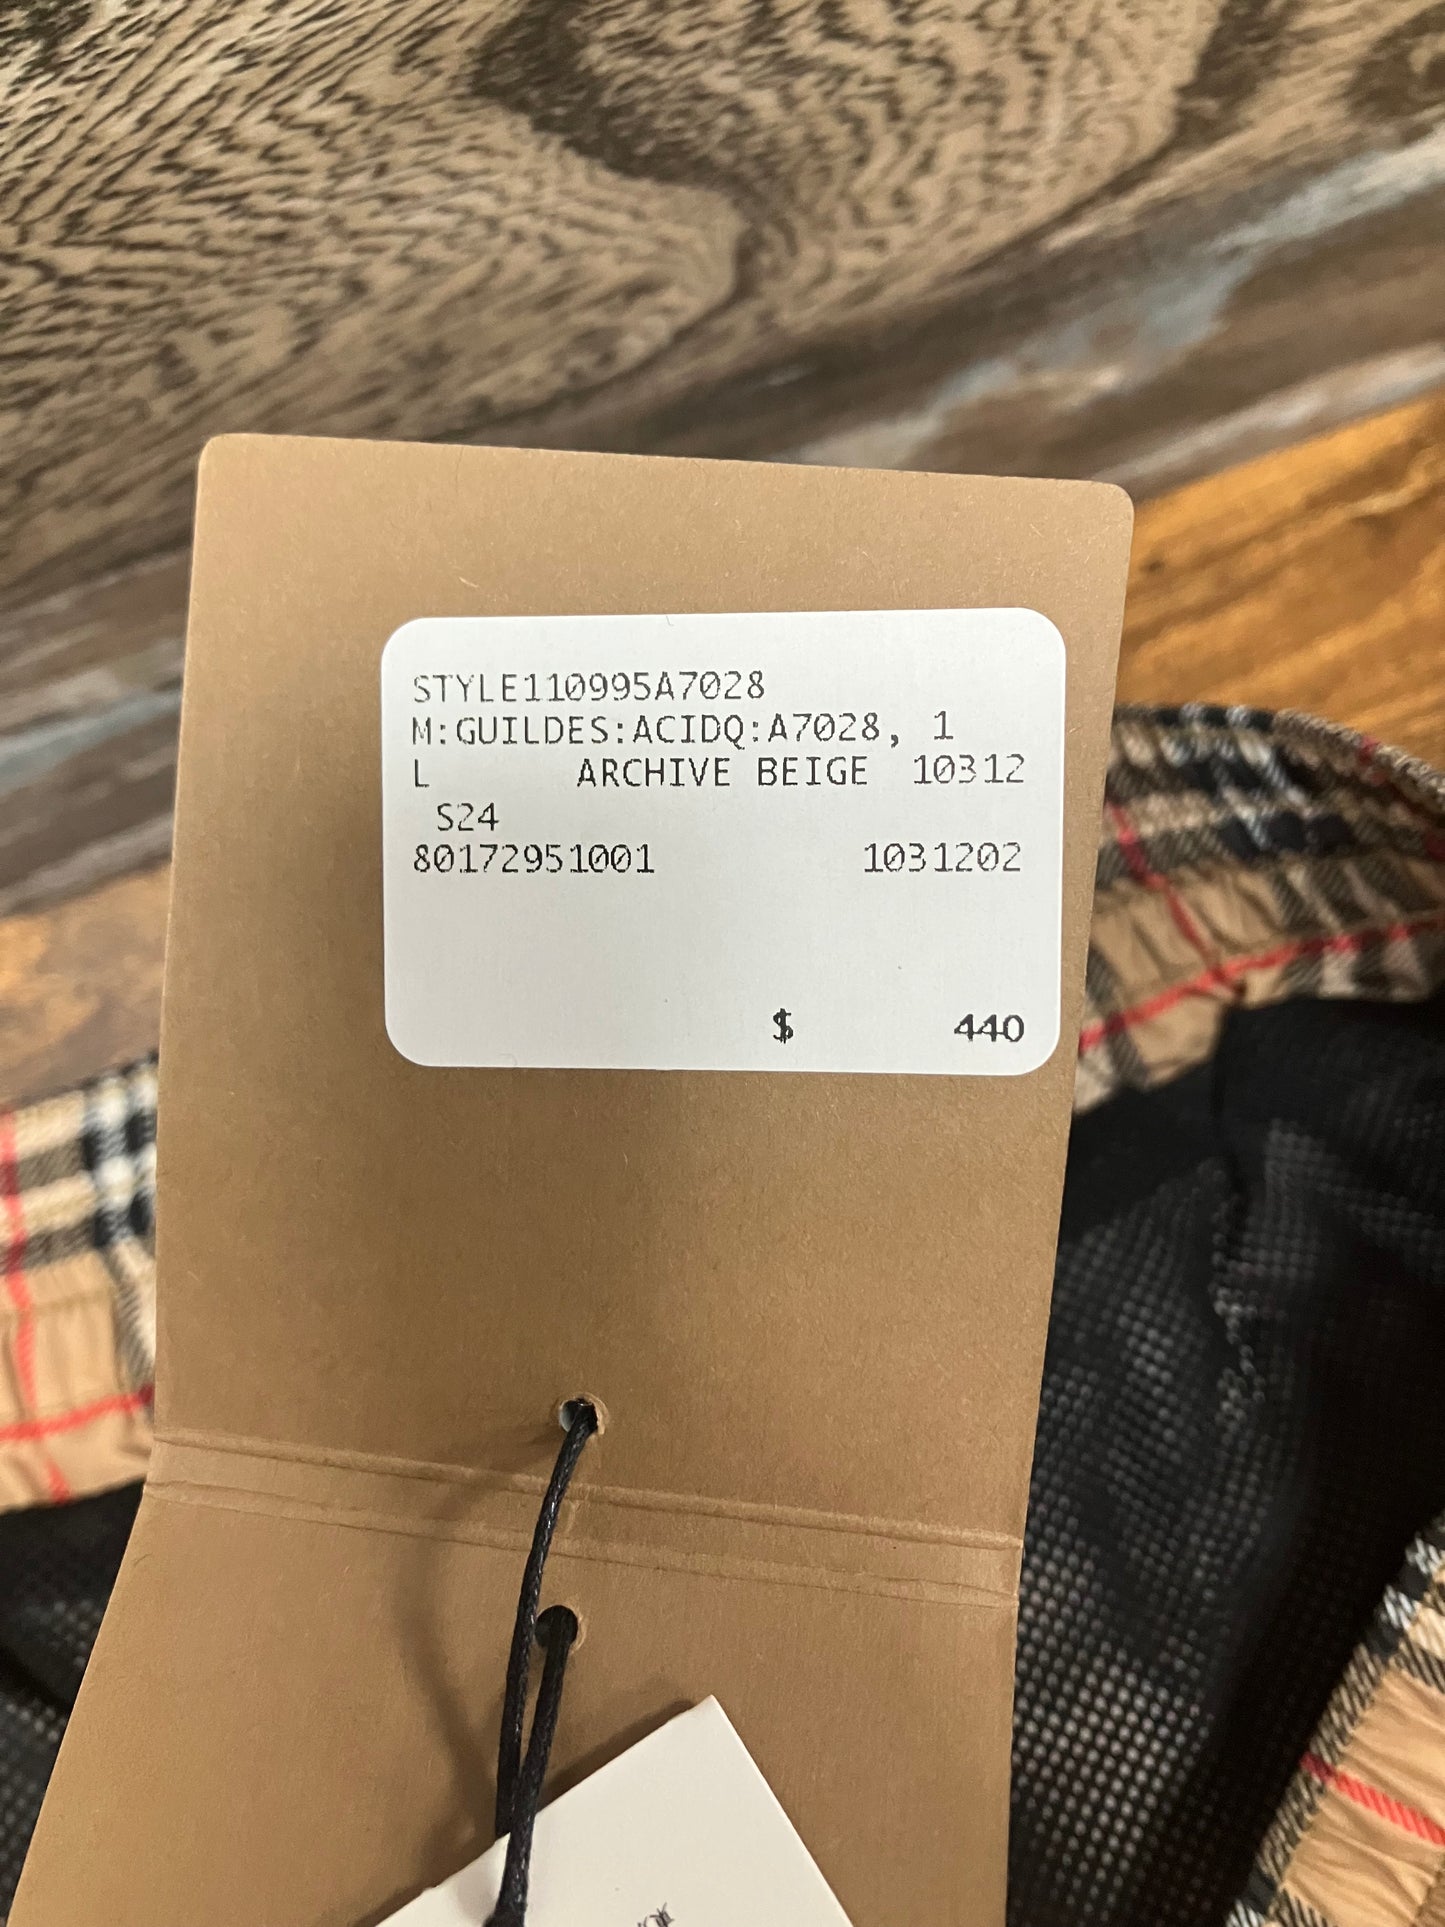 STYLE110995A7028
M:GUILDES:ACIDQ:A7028, 1
L ARCHIVE BEIGE 10312
S24
80172951001 1031202
$ 440